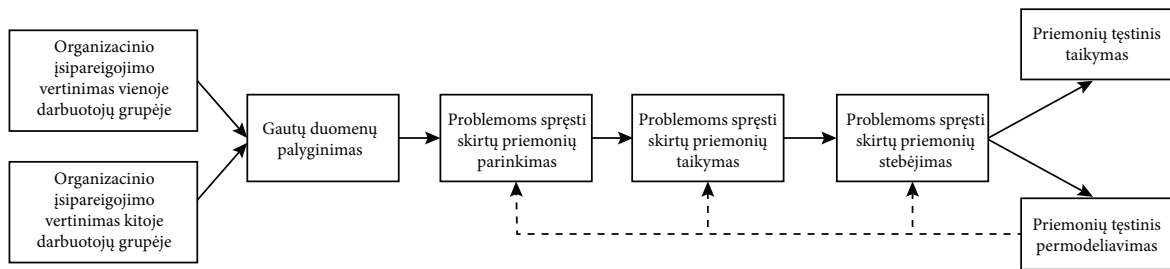 Organizacinio
įsipareigojimo
vertinimas vienoje
darbuotojų grupėje
Organizacinio
įsipareigojimo
vertinimas kitoje
darbuotojų grupėje
Gautų duomenų
palyginimas
Problemoms spręsti
skirtų priemonių
parinkimas
Problemoms spręsti
skirtų priemonių
taikymas
Problemoms spręsti
skirtų priemonių
stebėjimas
Priemonių tęstinis
taikymas
Priemonių tęstinis
permodeliavimas